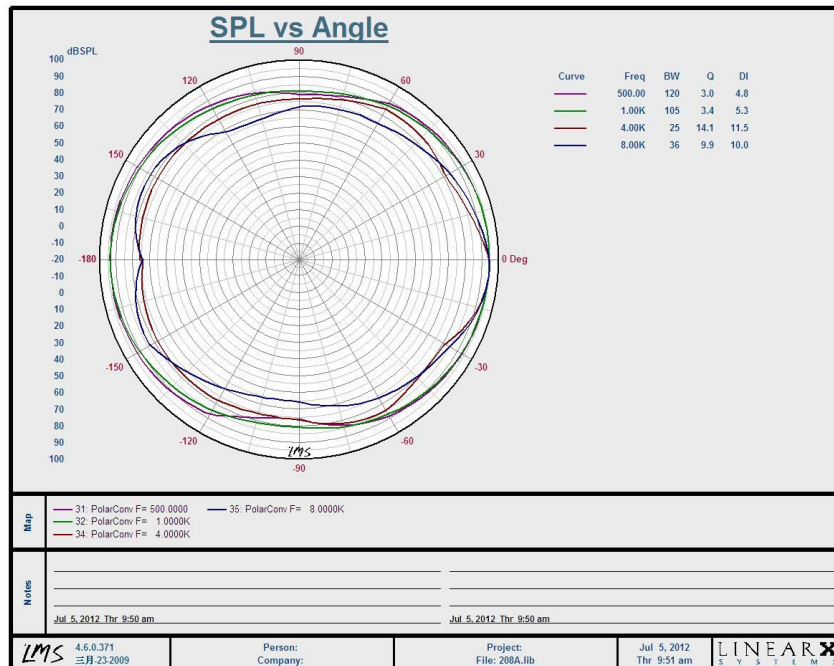 SPL vs Angle
dBSPL
90
120
60
150
30
-180
0 Deg
-150
-30
-120
-60
-90
100
90
80
70
60
50
40
30
20
10
0
-10
-20
-10
0
10
20
30
40
50
60
70
80
90
100
LMS
Curve Freq BW Q DI
500.00 120 3.0 4.8
1.00K 105 3.4 5.3
4.00K 25 14.1 11.5
8.00K 36 9.9 10.0
Map
31: PolarConv F= 500.0000 35: PolarConv F= 8.0000K
32: PolarConv F= 1.0000K
34: PolarConv F= 4.0000K
Notes
Jul 5, 2012 Thr 9:50 am Jul 5, 2012 Thr 9:50 am
LMS
4.6.0.371
三月-23-2009
Person:
Company:
Project:
File: 208A.lib
Jul 5, 2012
Thr 9:51 am
LINEARX
SYSTEMS